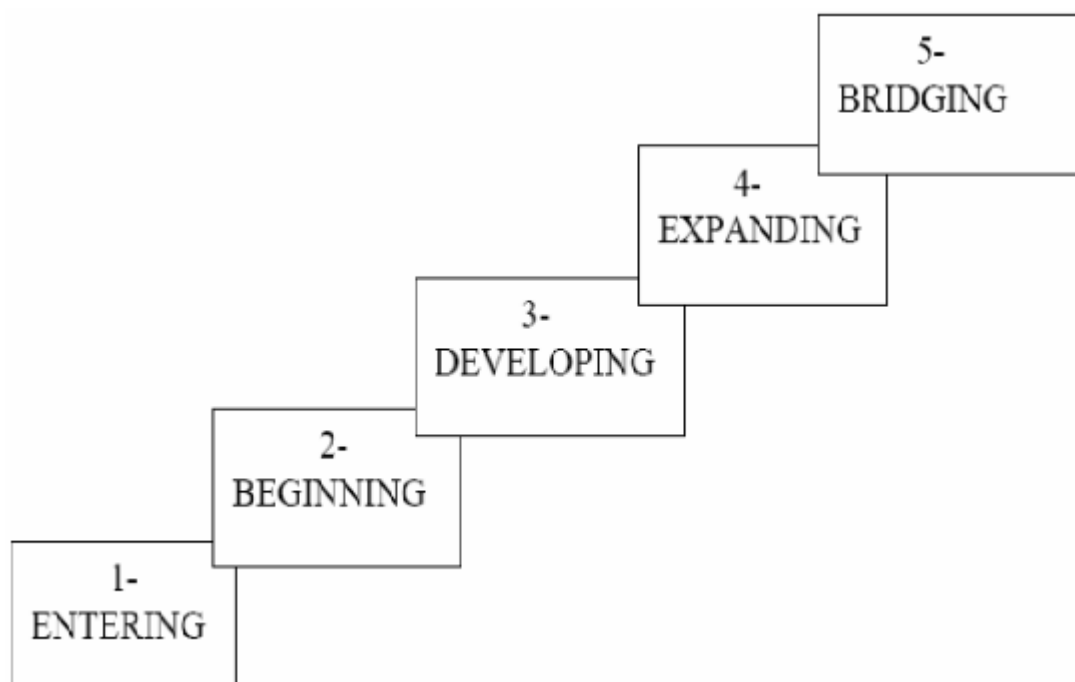 5-
BRIDGING
4-
EXPANDING
3-
DEVELOPING
2-
BEGINNING
1-
ENTERING